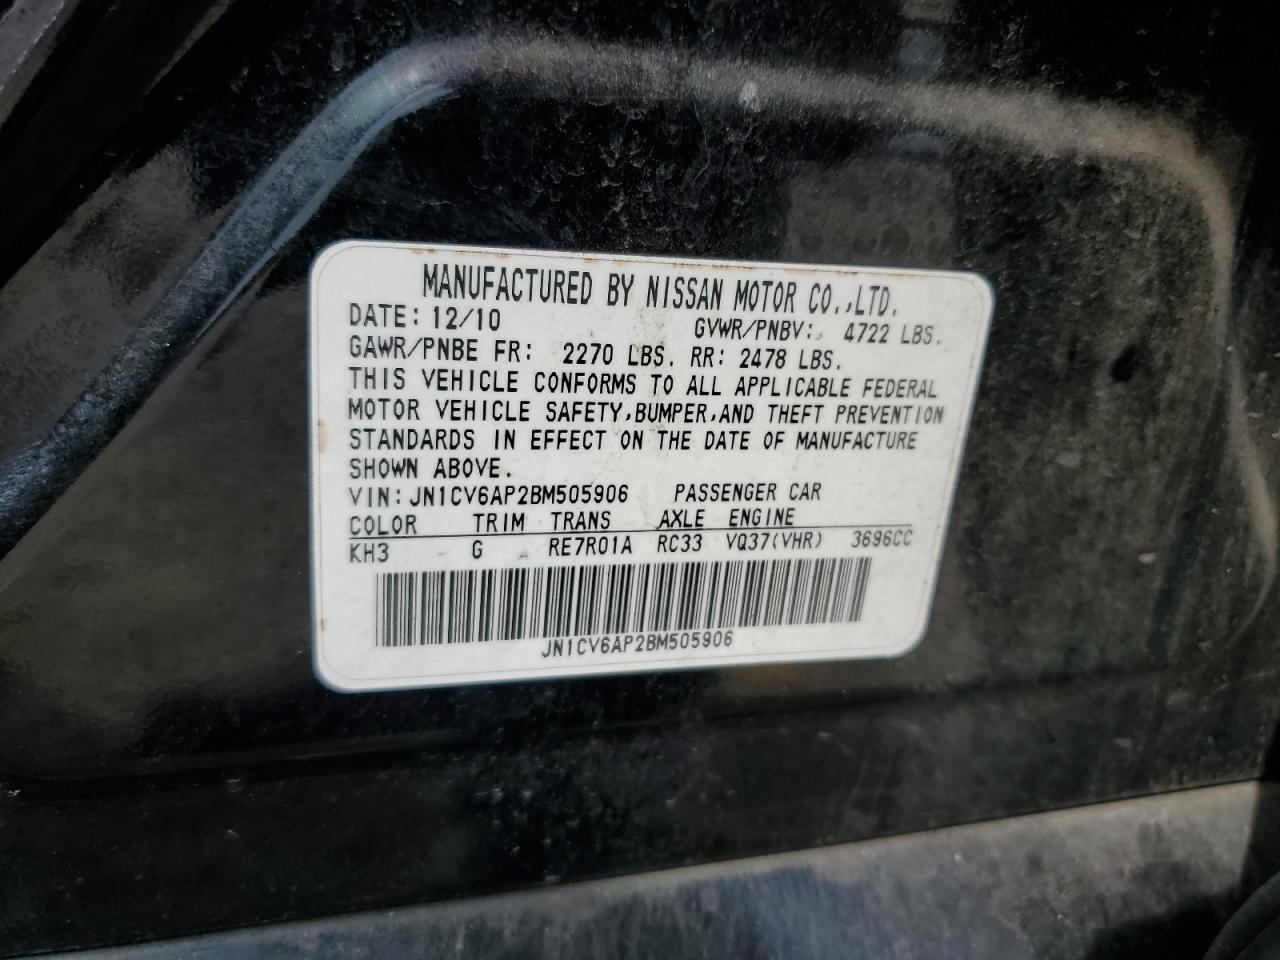 MANUFACTURED BY NISSAN MOTOR CO.,LTD.
DATE: 12/10 GVWR/PNBV: 4722 LBS.
GAWR/PNBE FR: 2270 LBS. RR: 2478 LBS.
THIS VEHICLE CONFORMS TO ALL APPLICABLE FEDERAL
MOTOR VEHICLE SAFETY,BUMPER,AND THEFT PREVENTION
STANDARDS IN EFFECT ON THE DATE OF MANUFACTURE
SHOWN ABOVE.
VIN: JN1CV6AP2BM505906 PASSENGER CAR
COLOR TRIM TRANS AXLE ENGINE
KH3 G RE7R01A RC33 VQ37(VHR) 3696CC
JN1CV6AP2BM505906